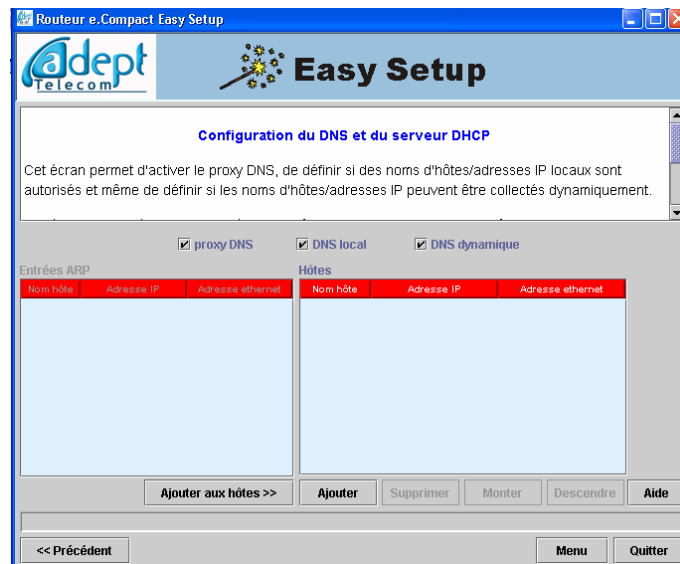 Routeur e.Compact Easy Setup
adept
Telecom
Easy Setup
Configuration du DNS et du serveur DHCP
Cet écran permet d'activer le proxy DNS, de définir si des noms d'hôtes/adresses IP locaux sont
autorisés et même de définir si les noms d'hôtes/adresses IP peuvent être collectés dynamiquement.
proxy DNS DNS local DNS dynamique
Entrées ARP Hôtes
Nom hôte Adresse IP Adresse ethernet Nom hôte Adresse IP Adresse ethernet
Ajouter aux hôtes >> Ajouter Supprimer Monter Descendre Aide
<< Précédent Menu Quitter